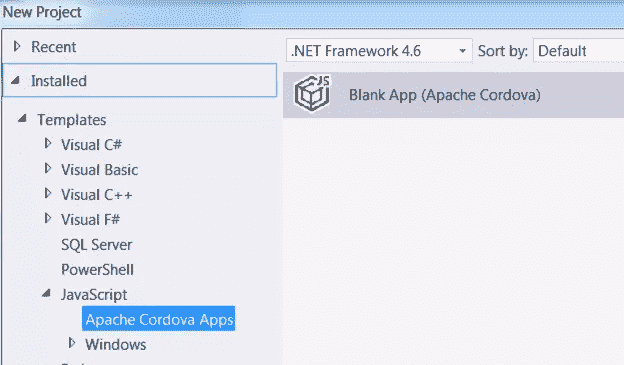 New Project
Recent
Installed
Templates
Visual C#
Visual Basic
Visual C++
Visual F#
SQL Server
PowerShell
JavaScript
Apache Cordova Apps
Windows
.NET Framework 4.6
Sort by: Default
JS
Blank App (Apache Cordova)